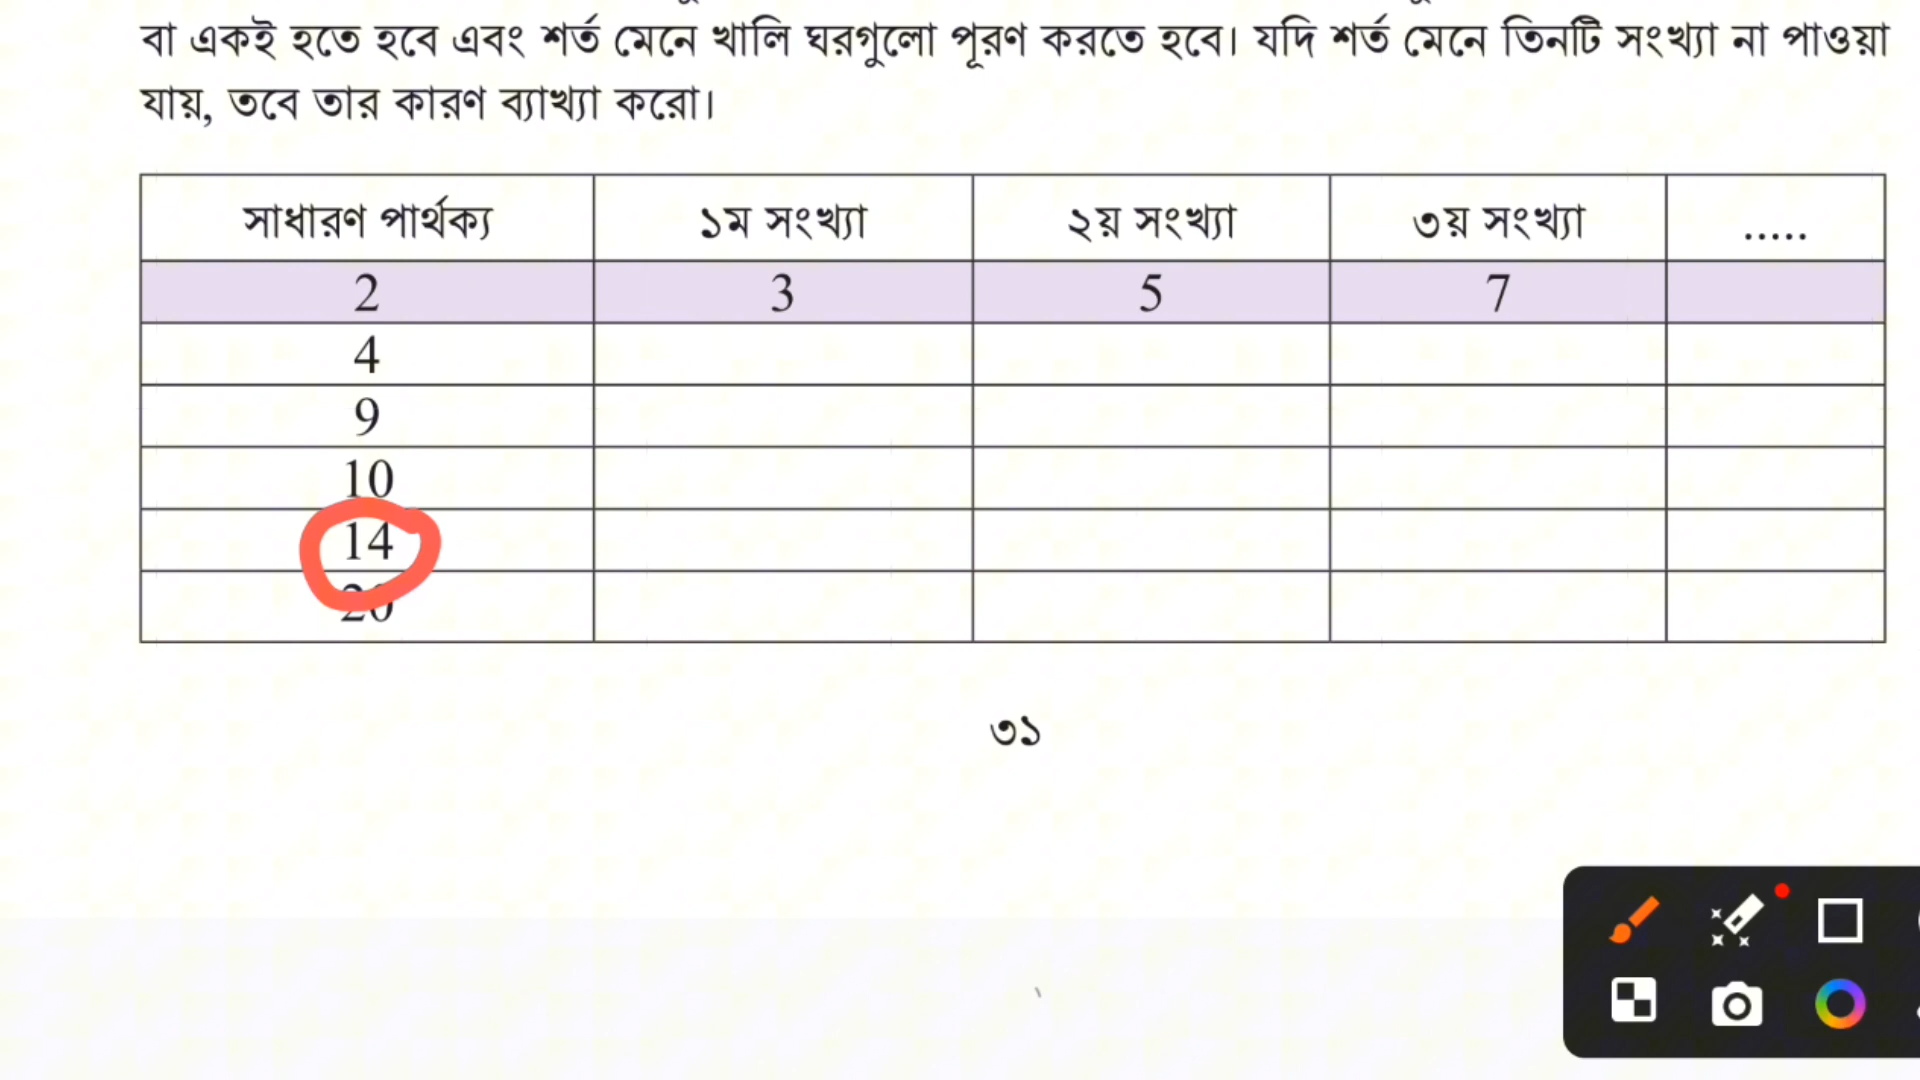 বা একই হতে হবে এবং শর্ত মেনে খালি ঘরগুলো পূরণ করতে হবে। যদি শর্ত মেনে তিনটি সংখ্যা না পাওয়া
যায়, তবে তার কারণ ব্যাখ্যা করো।
সাধারণ পার্থক্য ১ম সংখ্যা ২য় সংখ্যা ৩য় সংখ্যা .....
2 3 5 7
4
9
10
14
20
৩১